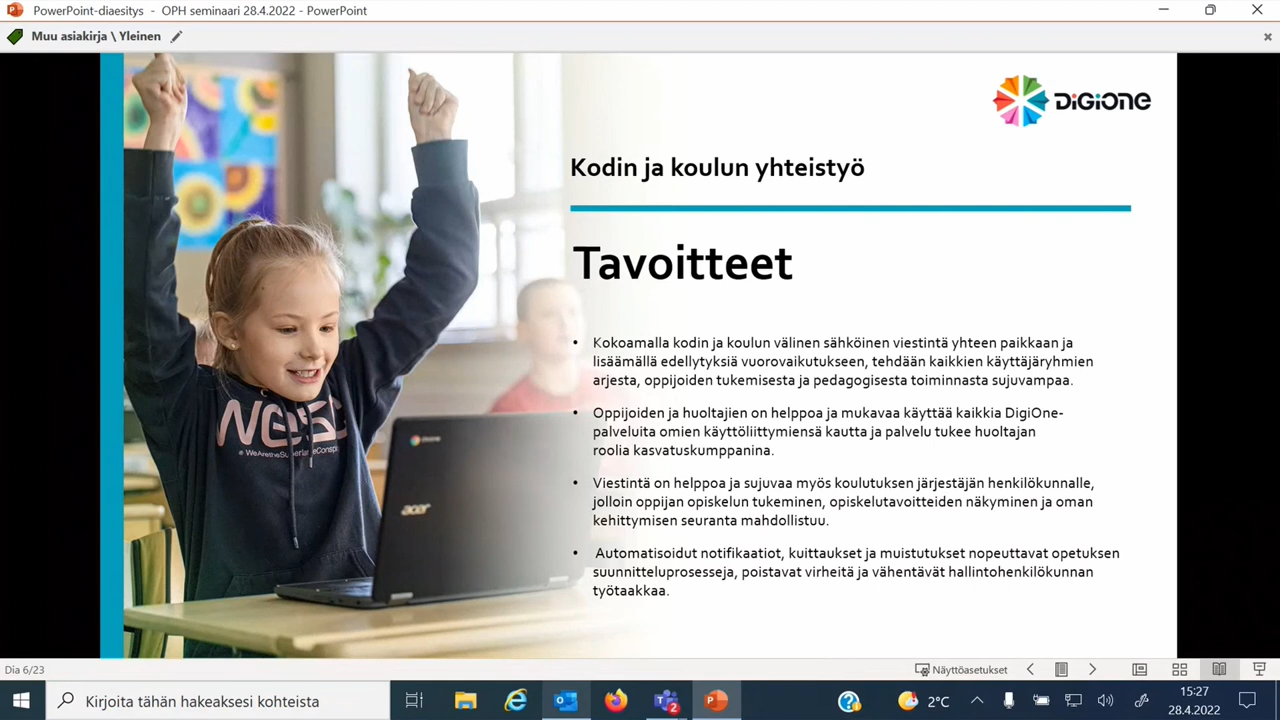 PowerPoint-diaesitys - OPH seminaari 28.4.2022 - PowerPoint
Muu asiakirja \ Yleinen
DIGIONE
Kodin ja koulun yhteistyö
Tavoitteet
• Kokoamalla kodin ja koulun välinen sähköinen viestintä yhteen paikkaan ja
lisäämällä edellytyksiä vuorovaikutukseen, tehdään kaikkien käyttäjäryhmien
arjesta, oppijoiden tukemisesta ja pedagogisesta toiminnasta sujuvampaa.
• Oppijoiden ja huoltajien on helppoa ja mukavaa käyttää kaikkia DigiOne-
palveluita omien käyttöliittymiensä kautta ja palvelu tukee huoltajan
roolia kasvatuskumppanina.
• Viestintä on helppoa ja sujuvaa myös koulutuksen järjestäjän henkilökunnalle,
jolloin oppijan opiskelun tukeminen, opiskelutavoitteiden näkyminen ja oman
kehittymisen seuranta mahdollistuu.
• Automatisoidut notifikaatiot, kuittaukset ja muistutukset nopeuttavat opetuksen
suunnitteluprosesseja, poistavat virheitä ja vähentävät hallintohenkilökunnan
työtaakkaa.
WESC
DIGIONE
acer
Dia 6/23
Näyttöasetukset
Kirjoita tähän hakeaksesi kohteista
2
2°C
15:27
28.4.2022